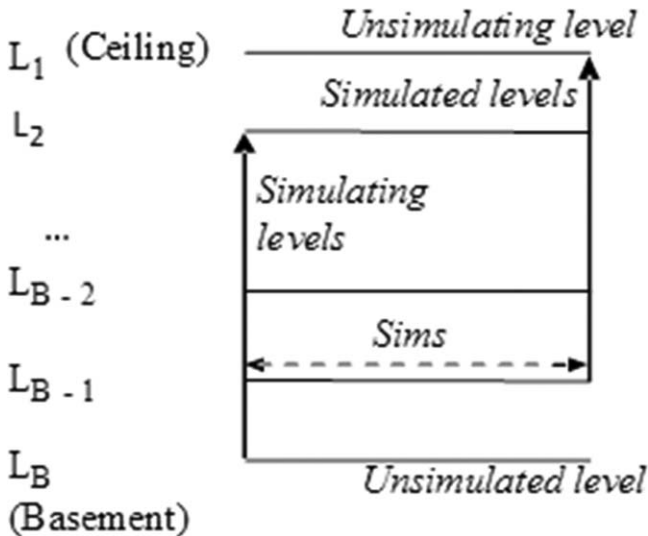 Unsimulating level
L1 (Ceiling)
Simulated levels
L2
Simulating
levels
...
LB - 2
Sims
LB - 1
LB
Unsimulated level
(Basement)